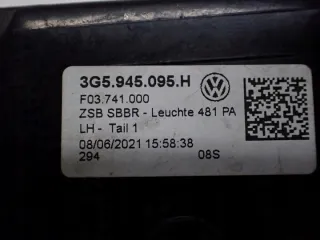 3G5.945.095.H
F03.741.000
ZSB SBBR - Leuchte 481 PA
LH - Tail 1
08/06/2021 15:58:38
294 08S